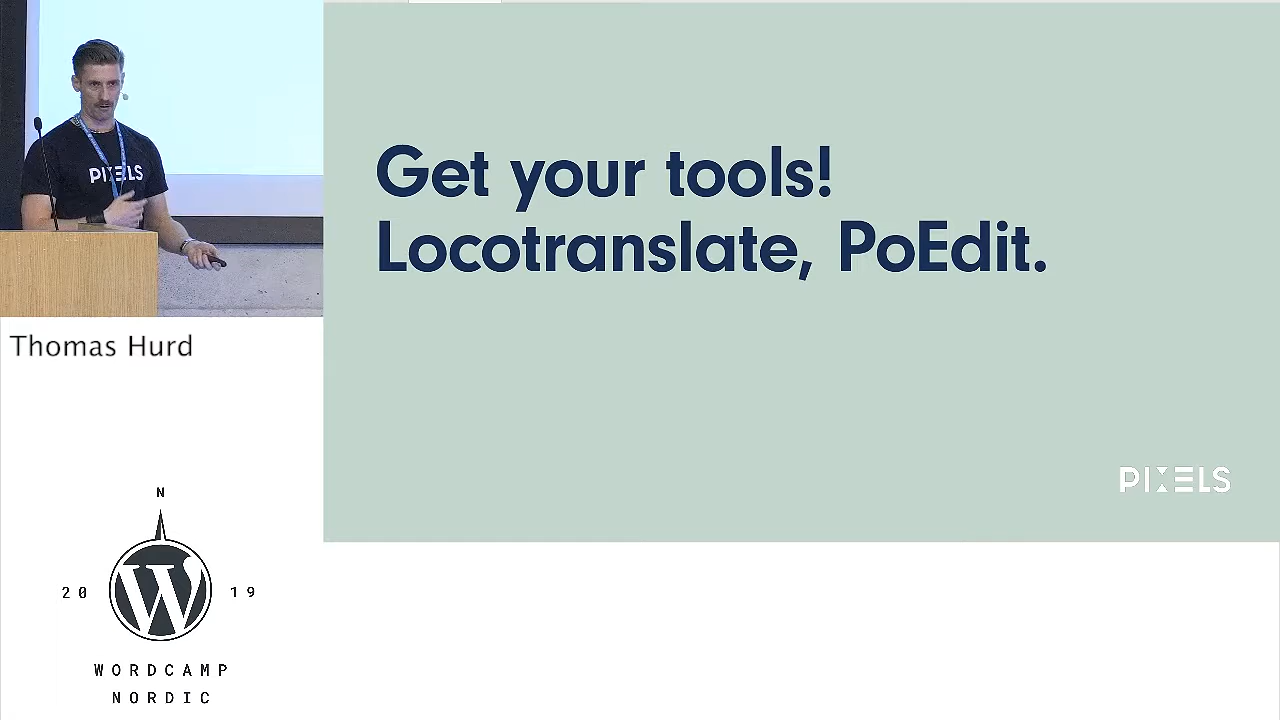 PIXELS
Get your tools!
Locotranslate, PoEdit.
PIXELS
Thomas Hurd
N
20 19
WORDCAMP
NORDIC